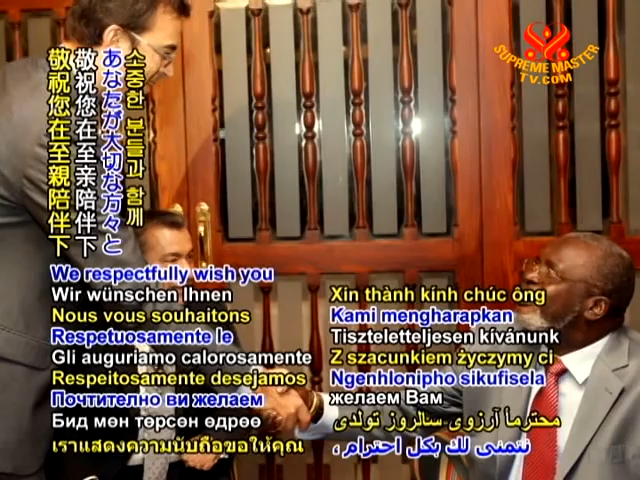 SUPREME MASTER
TV.COM
소중한 분들과 함께
あなたが大切な方々と
敬祝您在至亲陪伴下
敬祝您在至親陪伴下
We respectfully wish you
Wir wünschen Ihnen
Nous vous souhaitons
Respetuosamente le
Gli auguriamo calorosamente
Respeitosamente desejamos
Почтително ви желаем
Бид мөн төрсөн өдрөө
เราแสดงความนับถือขอให้คุณ
Xin thành kính chúc ông
Kami mengharapkan
Tiszteletteljesen kívánunk
Z szacunkiem życzymy ci
Ngenhlonipho sikufisela
желаем Вам
محترماً آرزوی سالروز تولدی
نتمنى لك بكل احترام،